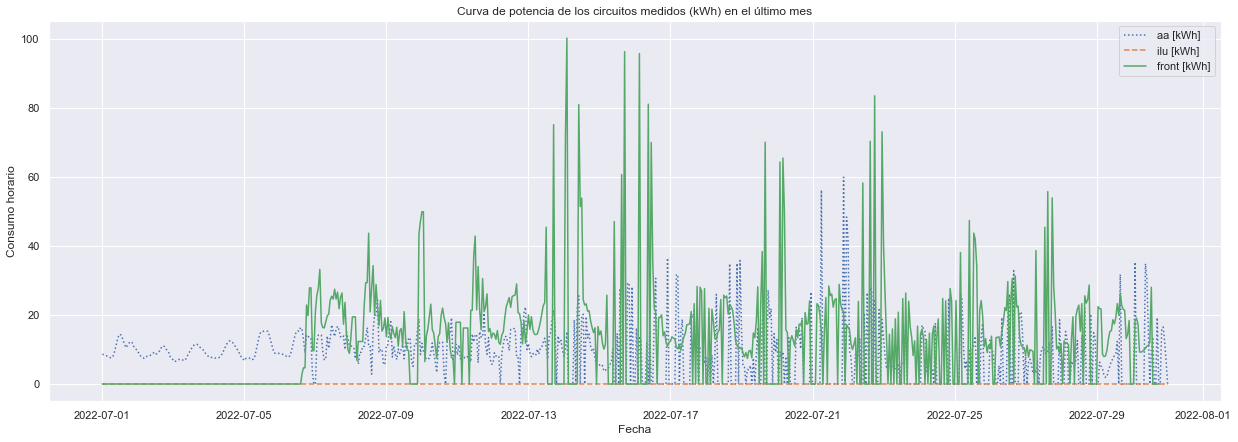 Curva de potencia de los circuitos medidos (kWh) en el último mes
aa [kWh]
ilu [kWh]
front [kWh]
Consumo horario
100
80
60
40
20
0
2022-07-01 2022-07-05 2022-07-09 2022-07-13 2022-07-17 2022-07-21 2022-07-25 2022-07-29 2022-08-01
Fecha